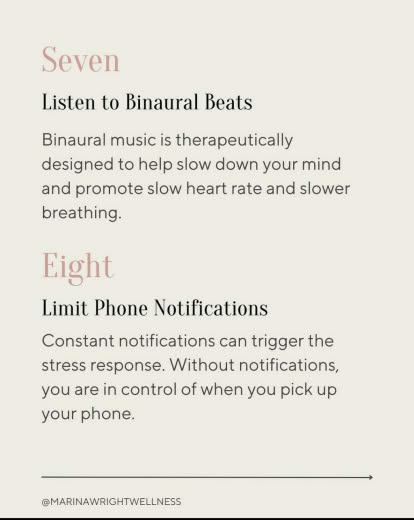 Seven
Listen to Binaural Beats
Binaural music is therapeutically
designed to help slow down your mind
and promote slow heart rate and slower
breathing.
Eight
Limit Phone Notifications
Constant notifications can trigger the
stress response. Without notifications,
you are in control of when you pick up
your phone.
@MARINAWRIGHTWELLNESS